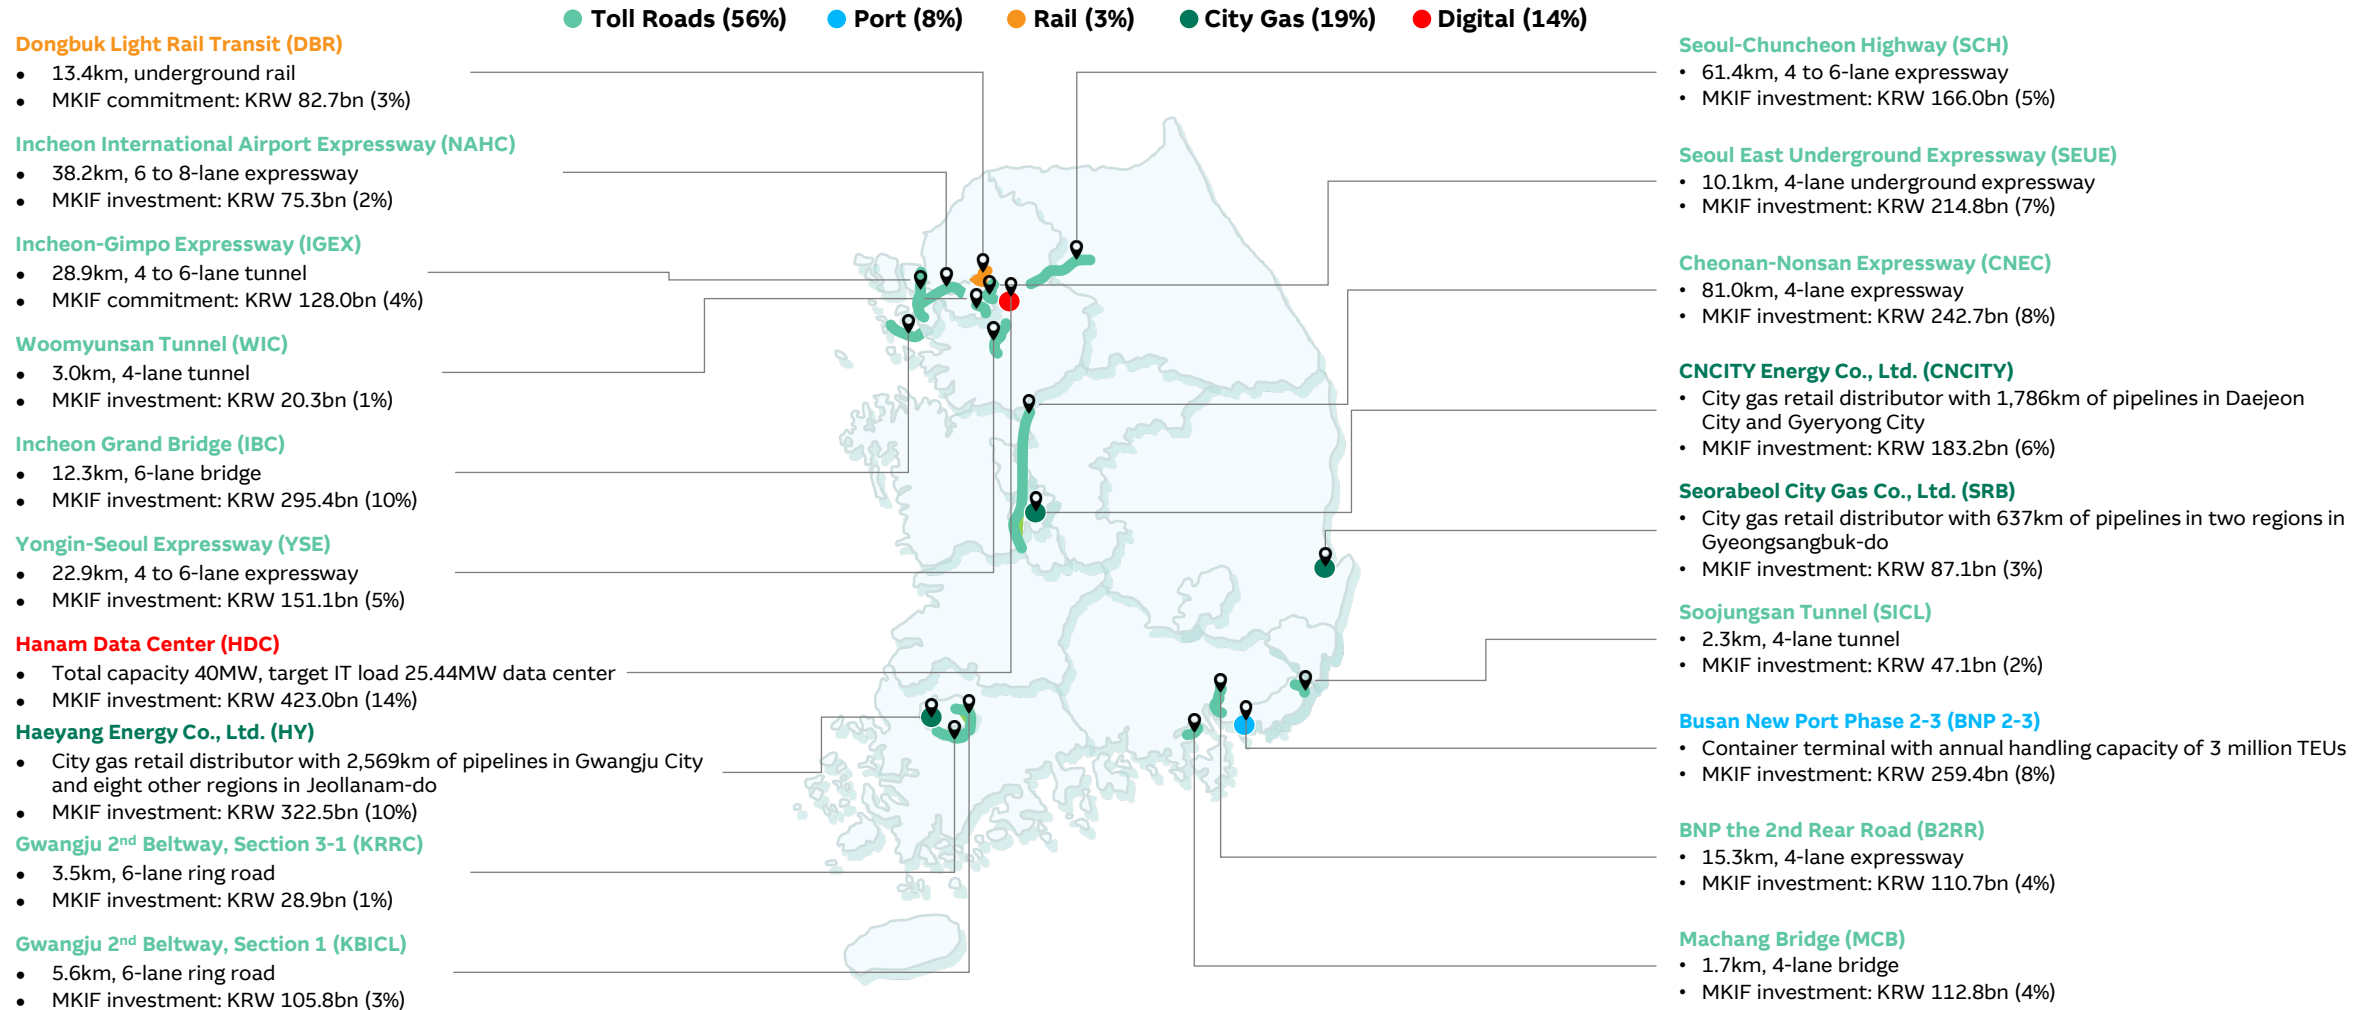 Toll Roads (56%) Port (8%) Rail (3%) City Gas (19%) Digital (14%)
Dongbuk Light Rail Transit (DBR)
• 13.4km, underground rail
• MKIF commitment: KRW 82.7bn (3%)
Incheon International Airport Expressway (NAHC)
• 38.2km, 6 to 8-lane expressway
• MKIF investment: KRW 75.3bn (2%)
Incheon-Gimpo Expressway (IGEX)
• 28.9km, 4 to 6-lane tunnel
• MKIF commitment: KRW 128.0bn (4%)
Woomyunsan Tunnel (WIC)
• 3.0km, 4-lane tunnel
• MKIF investment: KRW 20.3bn (1%)
Incheon Grand Bridge (IBC)
• 12.3km, 6-lane bridge
• MKIF investment: KRW 295.4bn (10%)
Yongin-Seoul Expressway (YSE)
• 22.9km, 4 to 6-lane expressway
• MKIF investment: KRW 151.1bn (5%)
Hanam Data Center (HDC)
• Total capacity 40MW, target IT load 25.44MW data center
• MKIF investment: KRW 423.0bn (14%)
Haeyang Energy Co., Ltd. (HY)
• City gas retail distributor with 2,569km of pipelines in Gwangju City
and eight other regions in Jeollanam-do
• MKIF investment: KRW 322.5bn (10%)
Gwangju 2nd Beltway, Section 3-1 (KRRC)
• 3.5km, 6-lane ring road
• MKIF investment: KRW 28.9bn (1%)
Gwangju 2nd Beltway, Section 1 (KBICL)
• 5.6km, 6-lane ring road
• MKIF investment: KRW 105.8bn (3%)
Seoul-Chuncheon Highway (SCH)
• 61.4km, 4 to 6-lane expressway
• MKIF investment: KRW 166.0bn (5%)
Seoul East Underground Expressway (SEUE)
• 10.1km, 4-lane underground expressway
• MKIF investment: KRW 214.8bn (7%)
Cheonan-Nonsan Expressway (CNEC)
• 81.0km, 4-lane expressway
• MKIF investment: KRW 242.7bn (8%)
CNCITY Energy Co., Ltd. (CNCITY)
• City gas retail distributor with 1,786km of pipelines in Daejeon
City and Gyeryong City
• MKIF investment: KRW 183.2bn (6%)
Seorabeol City Gas Co., Ltd. (SRB)
• City gas retail distributor with 637km of pipelines in two regions in
Gyeongsangbuk-do
• MKIF investment: KRW 87.1bn (3%)
Soojungsan Tunnel (SICL)
• 2.3km, 4-lane tunnel
• MKIF investment: KRW 47.1bn (2%)
Busan New Port Phase 2-3 (BNP 2-3)
• Container terminal with annual handling capacity of 3 million TEUs
• MKIF investment: KRW 259.4bn (8%)
BNP the 2nd Rear Road (B2RR)
• 15.3km, 4-lane expressway
• MKIF investment: KRW 110.7bn (4%)
Machang Bridge (MCB)
• 1.7km, 4-lane bridge
• MKIF investment: KRW 112.8bn (4%)